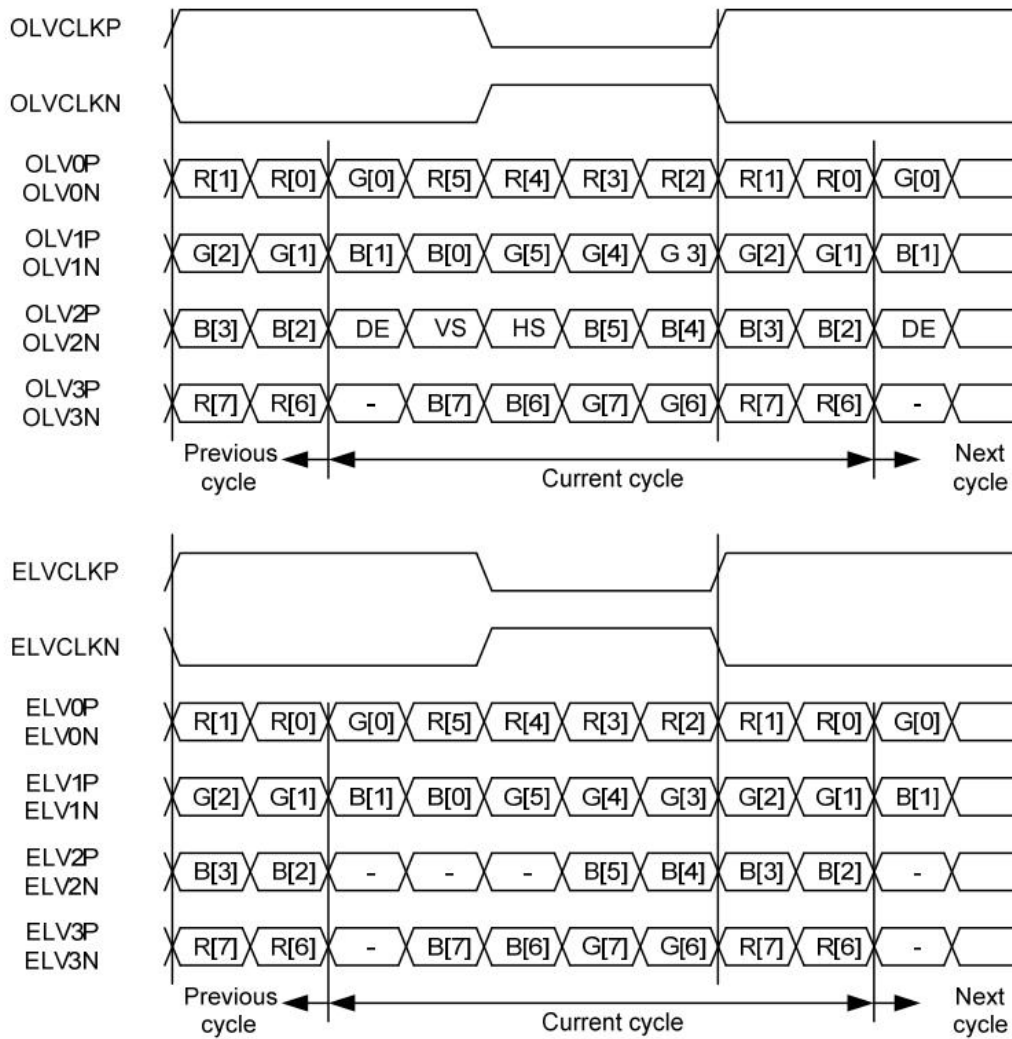 OLVCLKP
OLVCLKN
OLV0P
OLV0N
R[1] R[0] G[0] R[5] R[4] R[3] R[2] R[1] R[0] G[0]
OLV1P
OLV1N
G[2] G[1] B[1] B[0] G[5] G[4] G 3] G[2] G[1] B[1]
OLV2P
OLV2N
B[3] B[2] DE VS HS B[5] B[4] B[3] B[2] DE
OLV3P
OLV3N
R[7] R[6] - B[7] B[6] G[7] G[6] R[7] R[6] -
Previous
cycle
Current cycle
Next
cycle
ELVCLKP
ELVCLKN
ELV0P
ELV0N
R[1] R[0] G[0] R[5] R[4] R[3] R[2] R[1] R[0] G[0]
ELV1P
ELV1N
G[2] G[1] B[1] B[0] G[5] G[4] G[3] G[2] G[1] B[1]
ELV2P
ELV2N
B[3] B[2] - - - B[5] B[4] B[3] B[2] -
ELV3P
ELV3N
R[7] R[6] - B[7] B[6] G[7] G[6] R[7] R[6] -
Previous
cycle
Current cycle
Next
cycle